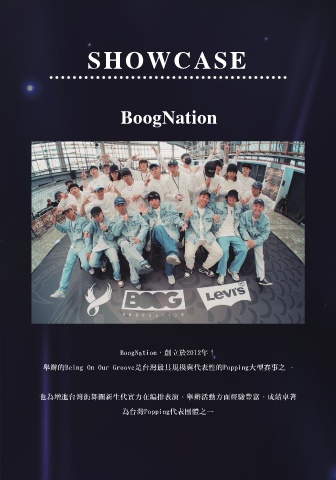 SHOWCASE
BoogNation
BOOG
GENERATION
Levi's
BoogNation，創立於2012年！
舉辦的Being On Our Groove是台灣最具規模與代表性的Popping大型賽事之一
也為增進台灣街舞圈新生代實力在編排表演、舉辦活動方面經驗豐富，成績卓著
為台灣Popping代表團體之一